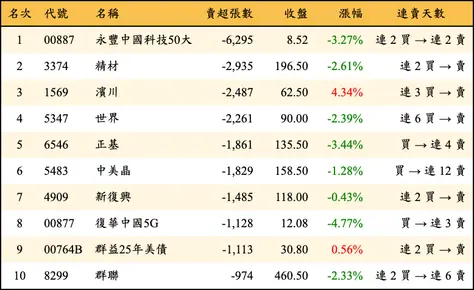 名次 代號 名稱 賣超張數 收盤 漲幅 連賣天數
1 00887 永豐中國科技50大 -6,295 8.52 -3.27% 連 2 買 → 連 2 賣
2 3374 精材 -2,935 196.50 -2.61% 連 2 買 → 賣
3 1569 濱川 -2,487 62.50 4.34% 連 3 買 → 賣
4 5347 世界 -2,261 90.00 -2.39% 連 6 買 → 賣
5 6546 正基 -1,861 135.50 -3.44% 買 → 連 4 賣
6 5483 中美晶 -1,829 158.50 -1.28% 買 → 連 12 賣
7 4909 新復興 -1,485 118.00 -0.43% 連 2 買 → 賣
8 00877 復華中國5G -1,128 12.08 -4.77% 買 → 連 3 賣
9 00764B 群益25年美債 -1,113 30.80 0.56% 連 2 買 → 賣
10 8299 群聯 -974 460.50 -2.33% 連 2 買 → 連 6 賣